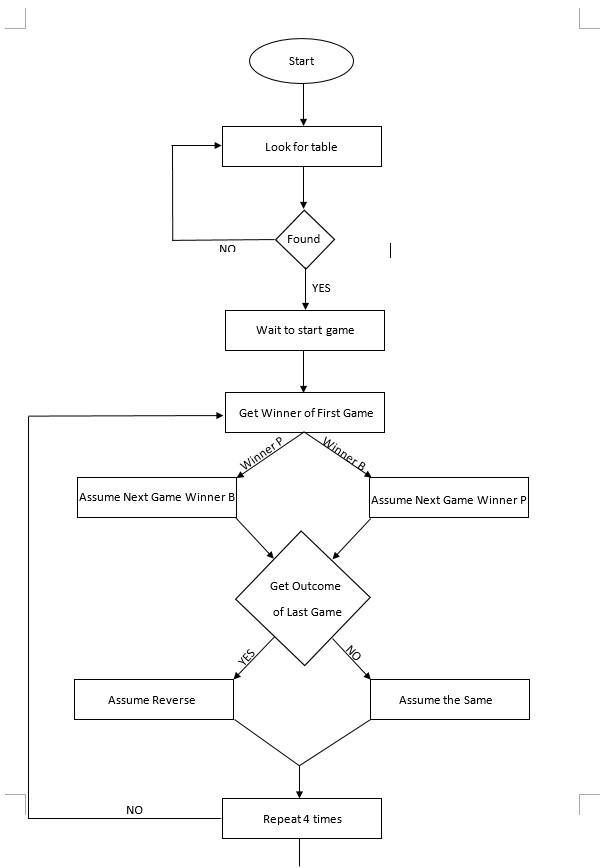 Start
Look for table
Found
NO
YES
Wait to start game
Get Winner of First Game
Winner P
Winner B
Assume Next Game Winner B
Assume Next Game Winner P
Get Outcome
of Last Game
YES
NO
Assume Reverse
Assume the Same
NO
Repeat 4 times